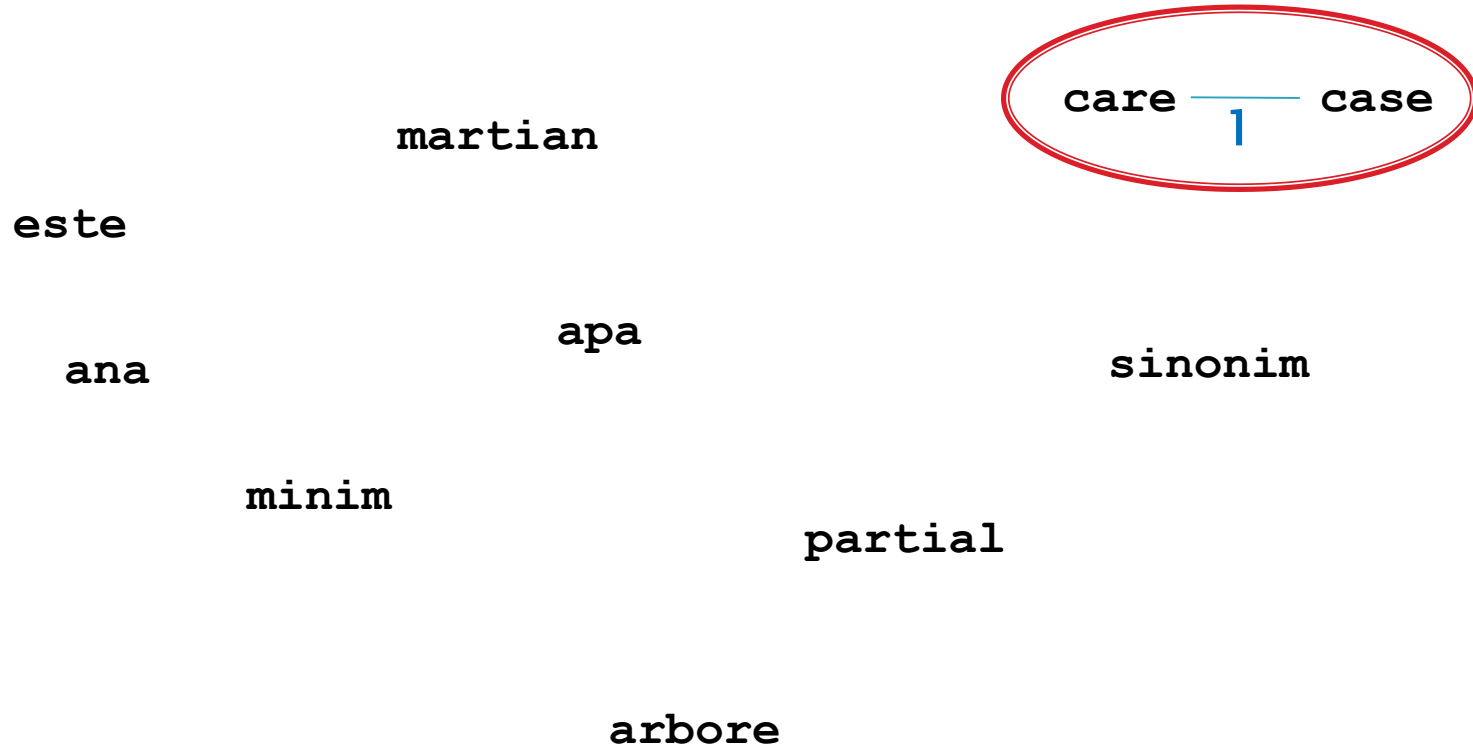 care case
1
martian
este
apa
sinonim
ana
minim
partial
arbore